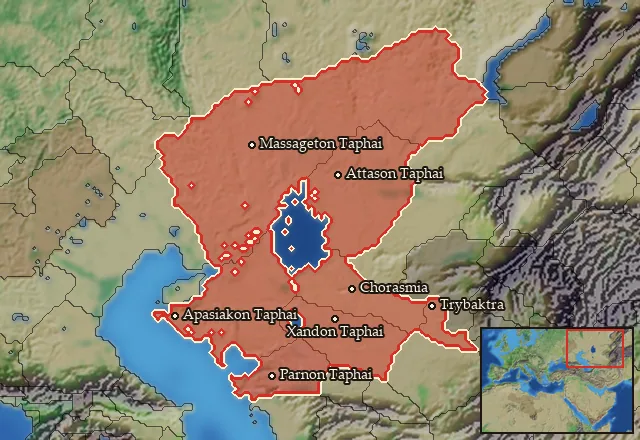 Massageton Taphai
Attason Taphai
Chorasmia
Trybaktra
Apasiakon Taphai
Xandon Taphai
Parnon Taphai